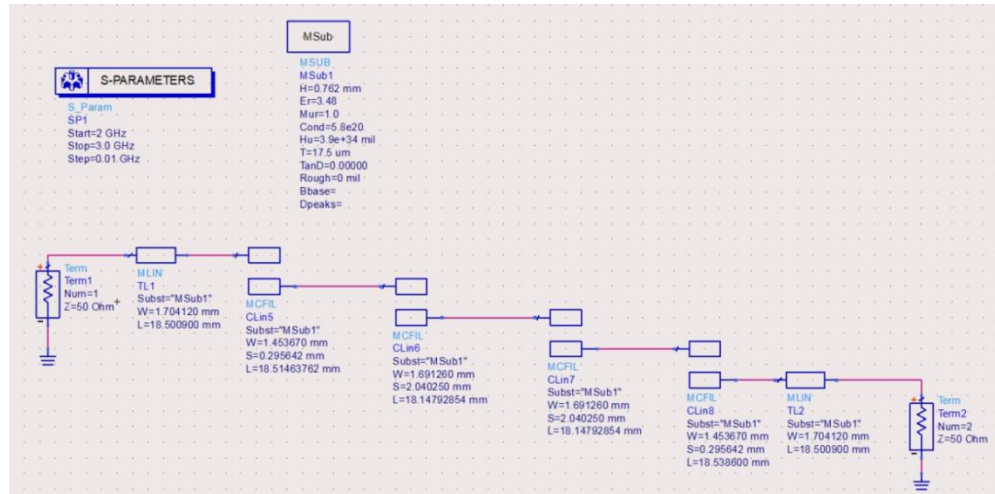 MSub
MSUB
MSub1
H=0.762 mm
Er=3.48
Mur=1.0
Cond=5.8e20
Hu=3.9e+34 mil
T=17.5 um
TanD=0.00000
Rough=0 mil
Bbase=
Dpeaks=
S-PARAMETERS
S_Param
SP1
Start=2 GHz
Stop=3.0 GHz
Step=0.01 GHz
Term
Term1
Num=1
Z=50 Ohm
MLIN
TL1
Subst="MSub1"
W=1.704120 mm
L=18.500900 mm
MCFIL
CLin5
Subst="MSub1"
W=1.453670 mm
S=0.295642 mm
L=18.51463762 mm
MCFIL
CLin6
Subst="MSub1"
W=1.691260 mm
S=2.040250 mm
L=18.14792854 mm
MCFIL
CLin7
Subst="MSub1"
W=1.691260 mm
S=2.040250 mm
L=18.14792854 mm
MCFIL
CLin8
Subst="MSub1"
W=1.453670 mm
S=0.295642 mm
L=18.538600 mm
MLIN
TL2
Subst="MSub1"
W=1.704120 mm
L=18.500900 mm
Term
Term2
Num=2
Z=50 Ohm